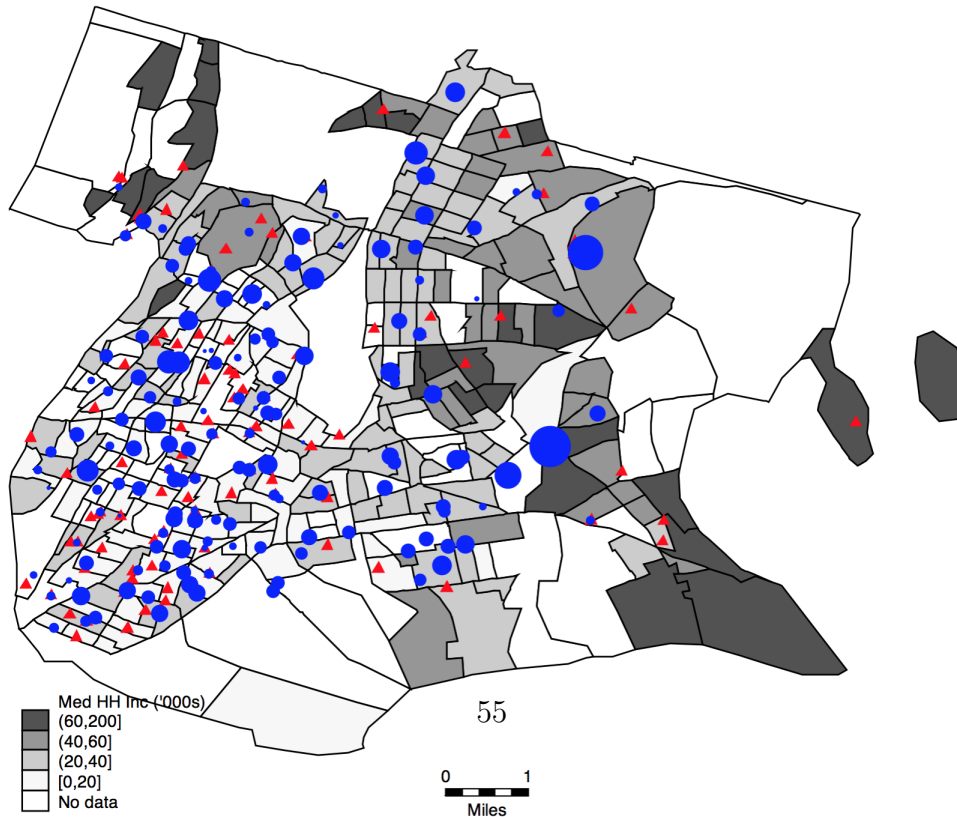 55
Med HH Inc ('000s)
(60,200]
(40,60]
(20,40]
[0,20]
No data
0 1
Miles